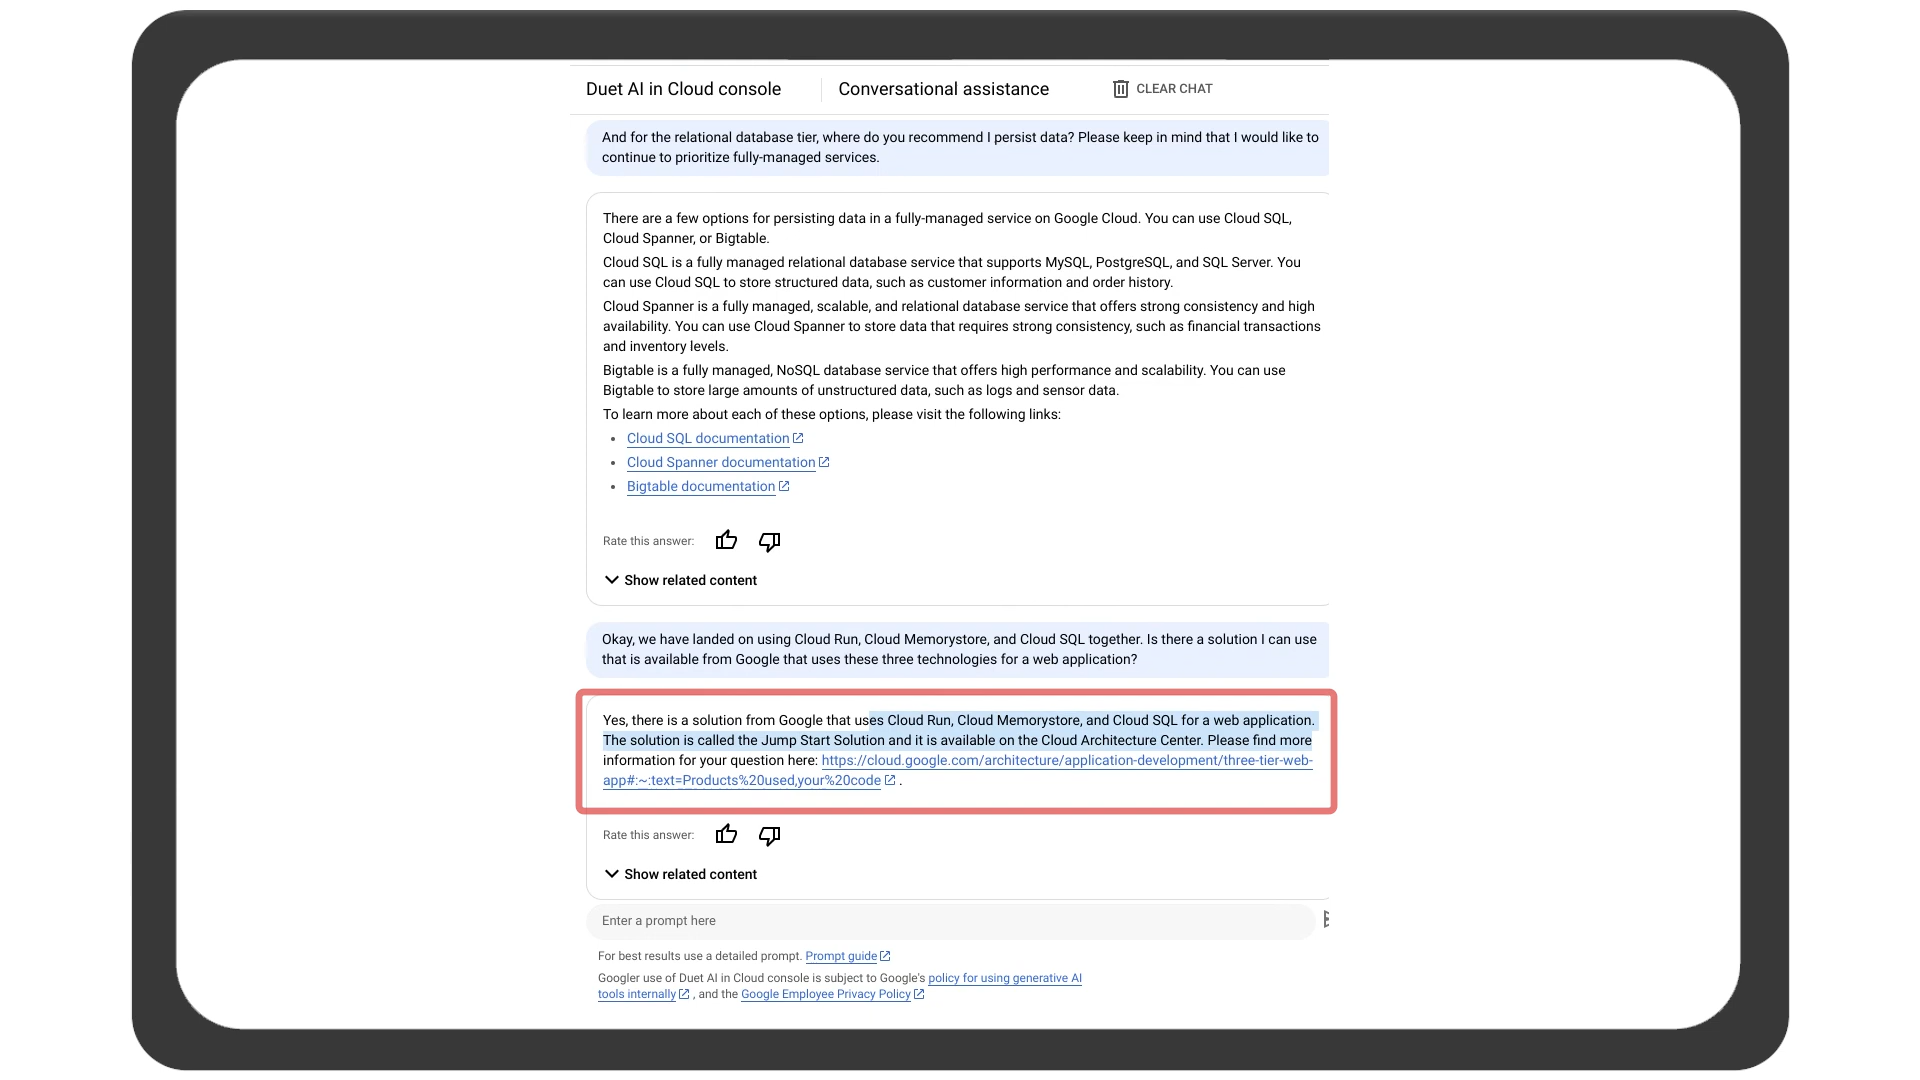 Duet AI in Cloud console
Conversational assistance
CLEAR CHAT
And for the relational database tier, where do you recommend I persist data? Please keep in mind that I would like to
continue to prioritize fully-managed services.
There are a few options for persisting data in a fully-managed service on Google Cloud. You can use Cloud SQL,
Cloud Spanner, or Bigtable.
Cloud SQL is a fully managed relational database service that supports MySQL, PostgreSQL, and SQL Server. You
can use Cloud SQL to store structured data, such as customer information and order history.
Cloud Spanner is a fully managed, scalable, and relational database service that offers strong consistency and high
availability. You can use Cloud Spanner to store data that requires strong consistency, such as financial transactions
and inventory levels.
Bigtable is a fully managed, NoSQL database service that offers high performance and scalability. You can use
Bigtable to store large amounts of unstructured data, such as logs and sensor data.
To learn more about each of these options, please visit the following links:
• Cloud SQL documentation
• Cloud Spanner documentation
• Bigtable documentation
Rate this answer:
Show related content
Okay, we have landed on using Cloud Run, Cloud Memorystore, and Cloud SQL together. Is there a solution I can use
that is available from Google that uses these three technologies for a web application?
Yes, there is a solution from Google that uses Cloud Run, Cloud Memorystore, and Cloud SQL for a web application.
The solution is called the Jump Start Solution and it is available on the Cloud Architecture Center. Please find more
information for your question here: https://cloud.google.com/architecture/application-development/three-tier-web-
app#:~:text=Products%20used,your%20code .
Rate this answer:
Show related content
Enter a prompt here
For best results use a detailed prompt. Prompt guide
Googler use of Duet AI in Cloud console is subject to Google's policy for using generative AI
tools internally , and the Google Employee Privacy Policy